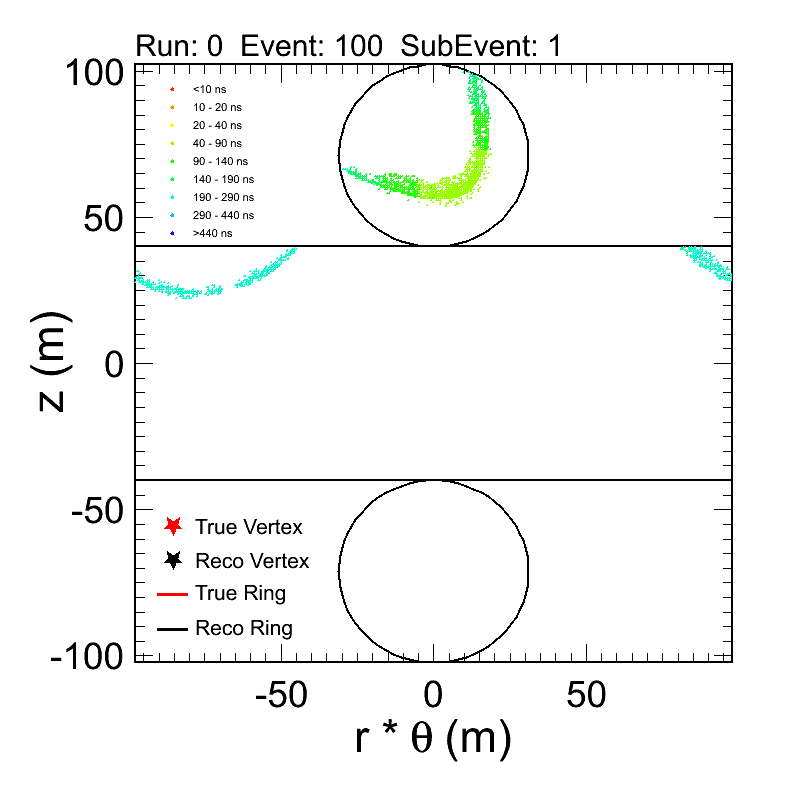 Run: 0  Event: 100  SubEvent: 1
100
<10 ns
10 - 20 ns
20 - 40 ns
40 - 90 ns
90 - 140 ns
140 - 190 ns
190 - 290 ns
290 - 440 ns
>440 ns
50
0
z (m)
-50
True Vertex
Reco Vertex
True Ring
Reco Ring
-100
-50 0 50
r * θ (m)